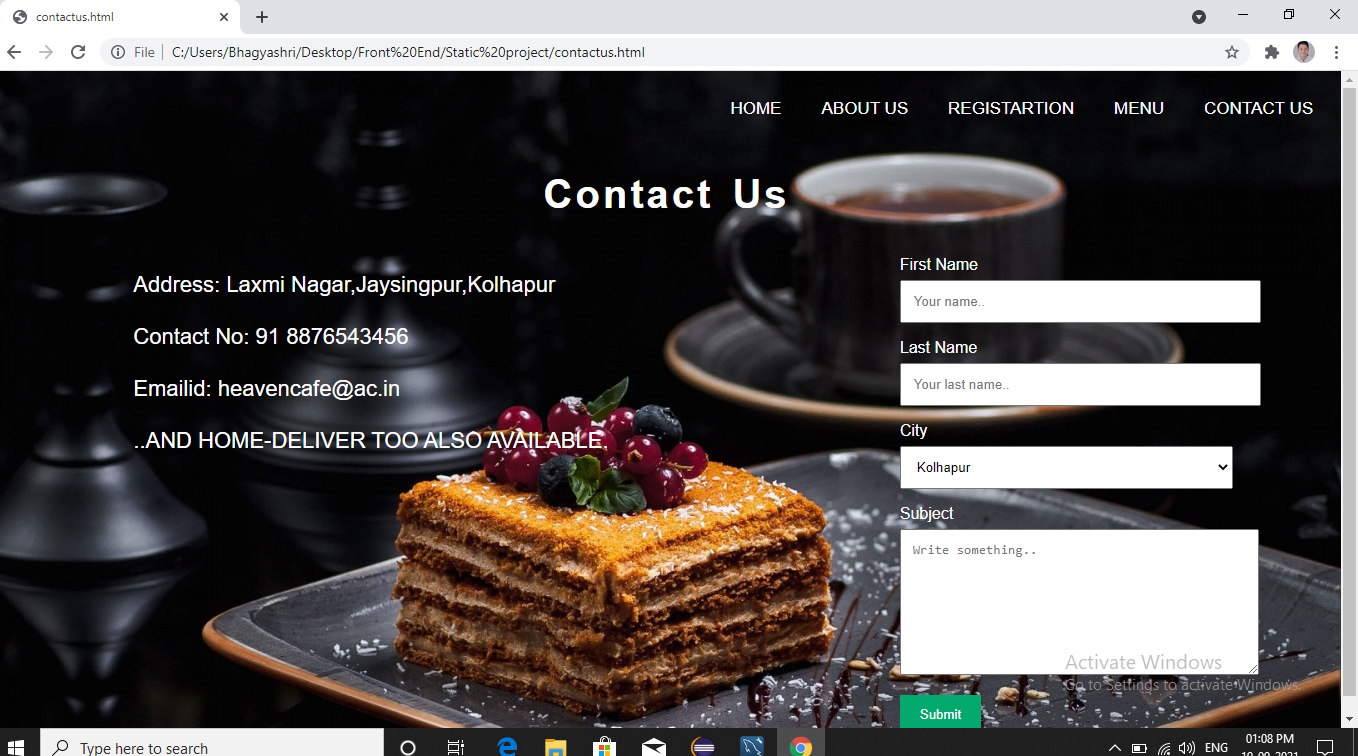 contactus.html
File
C:/Users/Bhagyashri/Desktop/Front%20End/Static%20project/contactus.html
HOME ABOUT US REGISTARTION MENU CONTACT US
Contact Us
Address: Laxmi Nagar,Jaysingpur,Kolhapur
Contact No: 91 8876543456
Emailid: heavencafe@ac.in
..AND HOME-DELIVER TOO ALSO AVAILABLE.
First Name
Your name..
Last Name
Your last name..
City
Kolhapur
Subject
Write something..
Activate Windows
Go to Settings to activate Windows.
Submit
Type here to search
ENG
01:08 PM